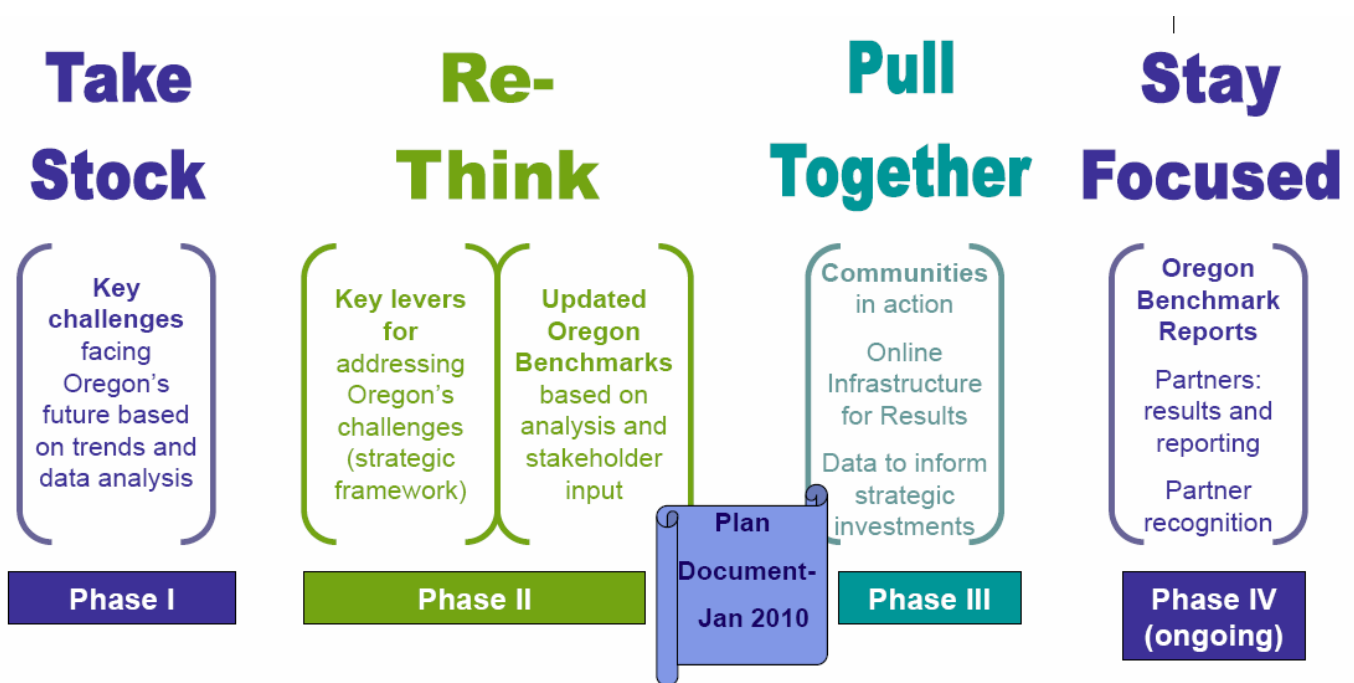 Take
Stock
Key
challenges
facing
Oregon’s
future based
on trends and
data analysis
Phase I
Re-
Think
Key levers
for
addressing
Oregon’s
challenges
(strategic
framework)
Updated
Oregon
Benchmarks
based on
analysis and
stakeholder
input
Phase II
Plan
Document-
Jan 2010
Pull
Together
Communities
in action
Online
Infrastructure
for Results
Data to inform
strategic
investments
Phase III
Stay
Focused
Oregon
Benchmark
Reports
Partners:
results and
reporting
Partner
recognition
Phase IV
(ongoing)